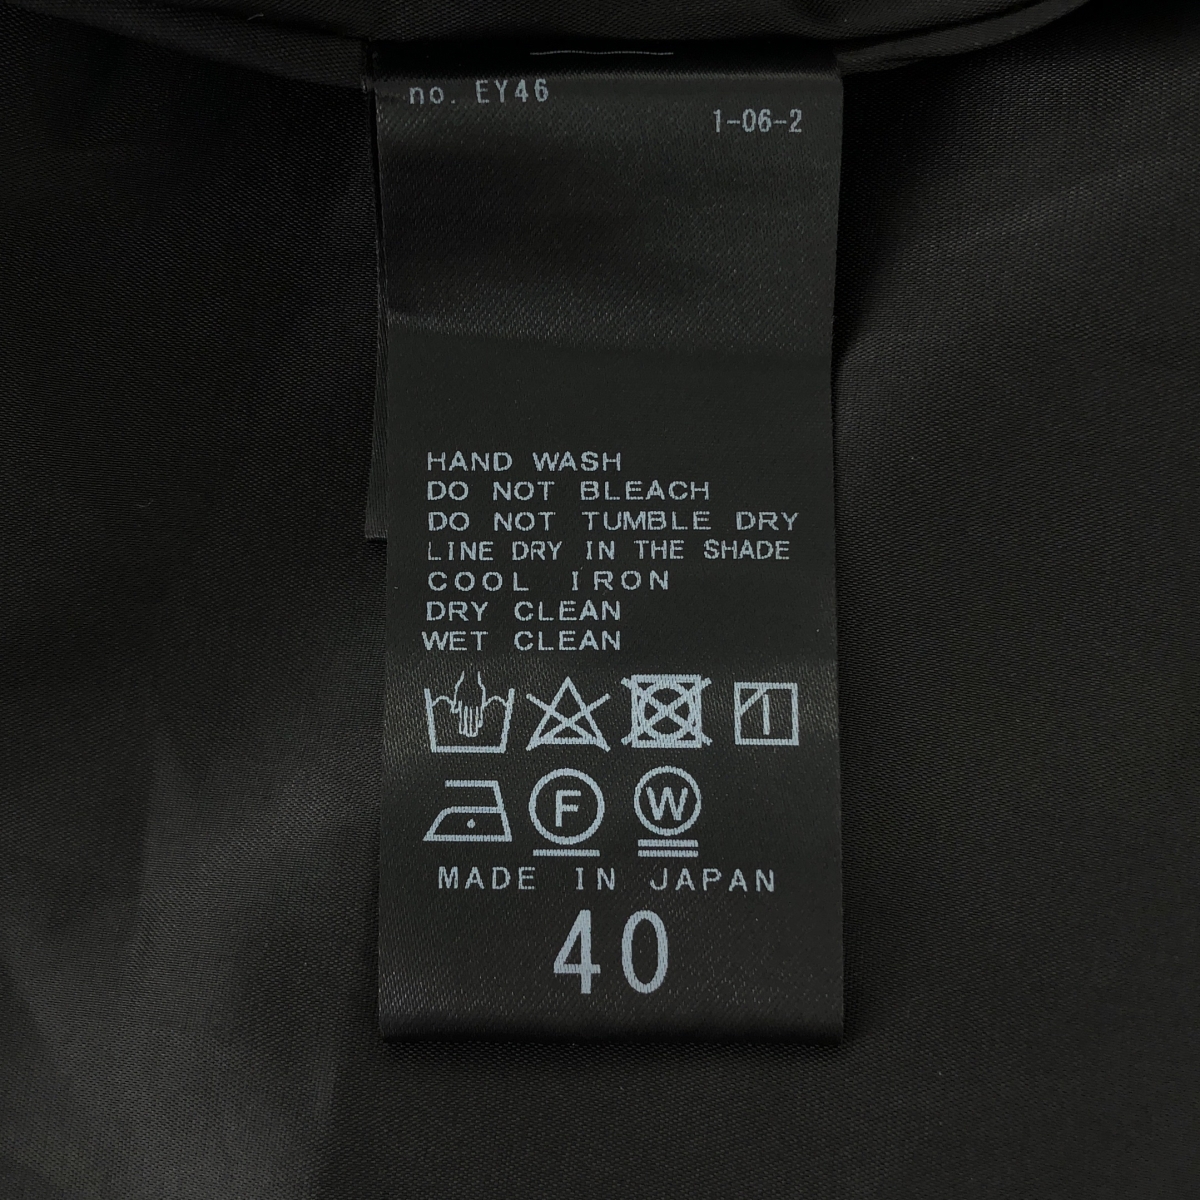 no. EY46
1-06-2
HAND WASH
DO NOT BLEACH
DO NOT TUMBLE DRY
LINE DRY IN THE SHADE
COOL IRON
DRY CLEAN
WET CLEAN
F W
MADE IN JAPAN
40